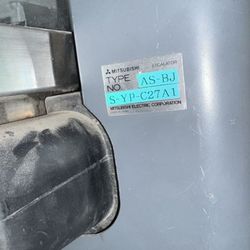 MITSUBISHI ESCALATOR
TYPE AS-BJ
NO. S-YP-C27A1
MITSUBISHI ELECTRIC CORPORATION